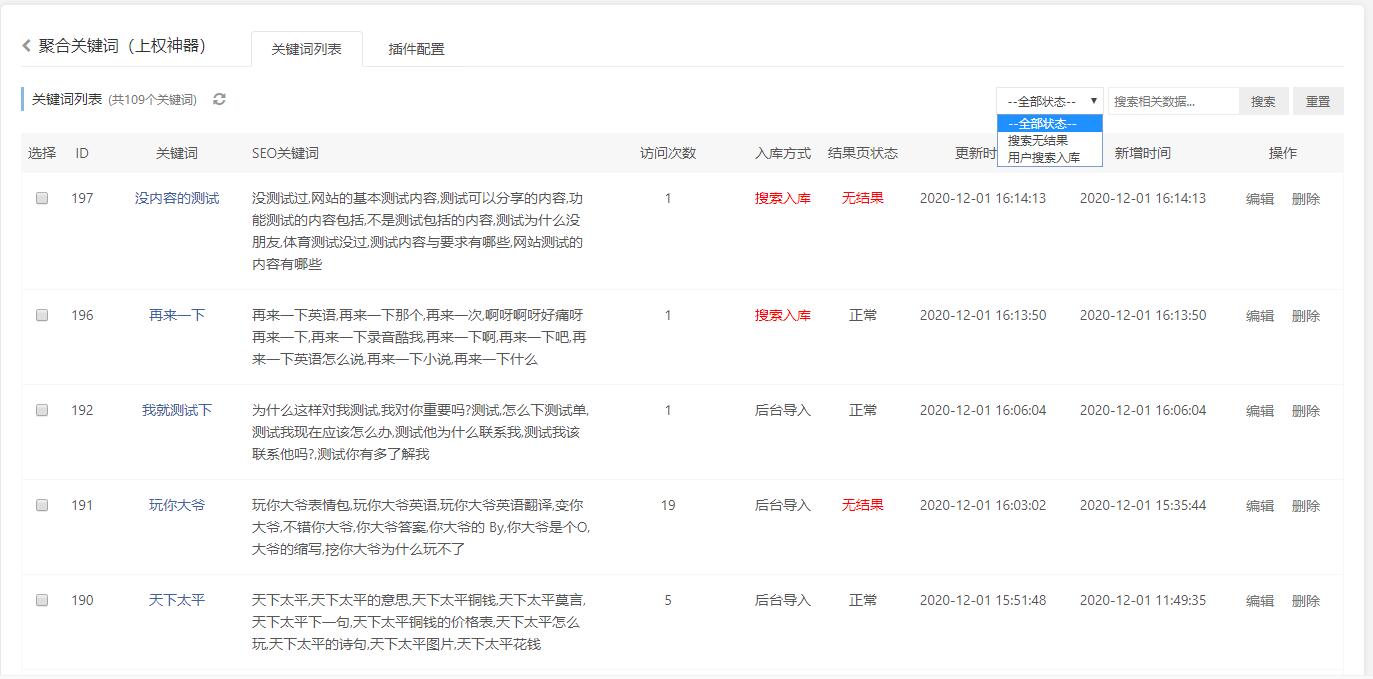 聚合关键词（上权神器） 关键词列表 插件配置
关键词列表 (共109个关键词) --全部状态-- 搜索相关数据... 搜索 重置
--全部状态--
搜索无结果
用户搜索入库
选择 ID 关键词 SEO关键词 访问次数 入库方式 结果页状态 更新时 新增时间 操作
197 没内容的测试 没测试过,网站的基本测试内容,测试可以分享的内容,功 1 搜索入库 无结果 2020-12-01 16:14:13 2020-12-01 16:14:13 编辑 删除
能测试的内容包括,不是测试包括的内容,测试为什么没
朋友,体育测试没过,测试内容与要求有哪些,网站测试的
内容有哪些
196 再来一下 再来一下英语,再来一下那个,再来一次,啊呀啊呀好痛呀 1 搜索入库 正常 2020-12-01 16:13:50 2020-12-01 16:13:50 编辑 删除
再来一下,再来一下录音酷我,再来一下啊,再来一下吧,再
来一下英语怎么说,再来一下小说,再来一下什么
192 我就测试下 为什么这样对我测试,我对你重要吗?测试,怎么下测试单, 1 后台导入 正常 2020-12-01 16:06:04 2020-12-01 16:06:04 编辑 删除
测试我现在应该怎么办,测试他为什么联系我,测试我该
联系他吗?,测试你有多了解我
191 玩你大爷 玩你大爷表情包,玩你大爷英语,玩你大爷英语翻译,变你 19 后台导入 无结果 2020-12-01 16:03:02 2020-12-01 15:35:44 编辑 删除
大爷,不错你大爷,你大爷答案,你大爷的 By,你大爷是个O,
大爷的缩写,挖你大爷为什么玩不了
190 天下太平 天下太平,天下太平的意思,天下太平铜钱,天下太平莫言, 5 后台导入 正常 2020-12-01 15:51:48 2020-12-01 11:49:35 编辑 删除
天下太平下一句,天下太平铜钱的价格表,天下太平怎么
玩,天下太平的诗句,天下太平图片,天下太平花钱